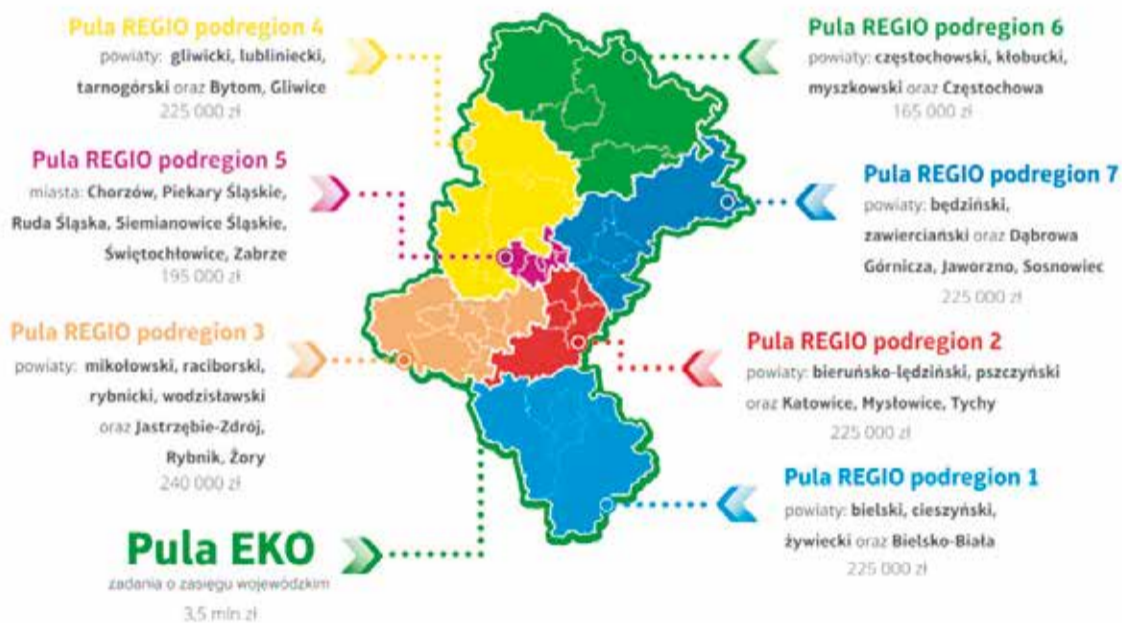 Pula REGIO podregion 4
powiaty: gliwicki, lubliniecki,
tarnogórski oraz Bytom, Gliwice
225 000 zł
Pula REGIO podregion 5
miasta: Chorzów, Piekary Śląskie,
Ruda Śląska, Siemianowice Śląskie,
Świętochłowice, Zabrze
195 000 zł
Pula REGIO podregion 3
powiaty: mikołowski, raciborski,
rybnicki, wodzisławski
oraz Jastrzębie-Zdrój,
Rybnik, Żory
240 000 zł
Pula EKO
zadania o zasięgu wojewódzkim
3,5 mln zł
Pula REGIO podregion 6
powiaty: częstochowski, kłobucki,
myszkowski oraz Częstochowa
165 000 zł
Pula REGIO podregion 7
powiaty: będziński,
zawierciański oraz Dąbrowa
Górnicza, Jaworzno, Sosnowiec
225 000 zł
Pula REGIO podregion 2
powiaty: bieruńsko-lędziński, pszczyński
oraz Katowice, Mysłowice, Tychy
225 000 zł
Pula REGIO podregion 1
powiaty: bielski, cieszyński,
żywiecki oraz Bielsko-Biała
225 000 zł